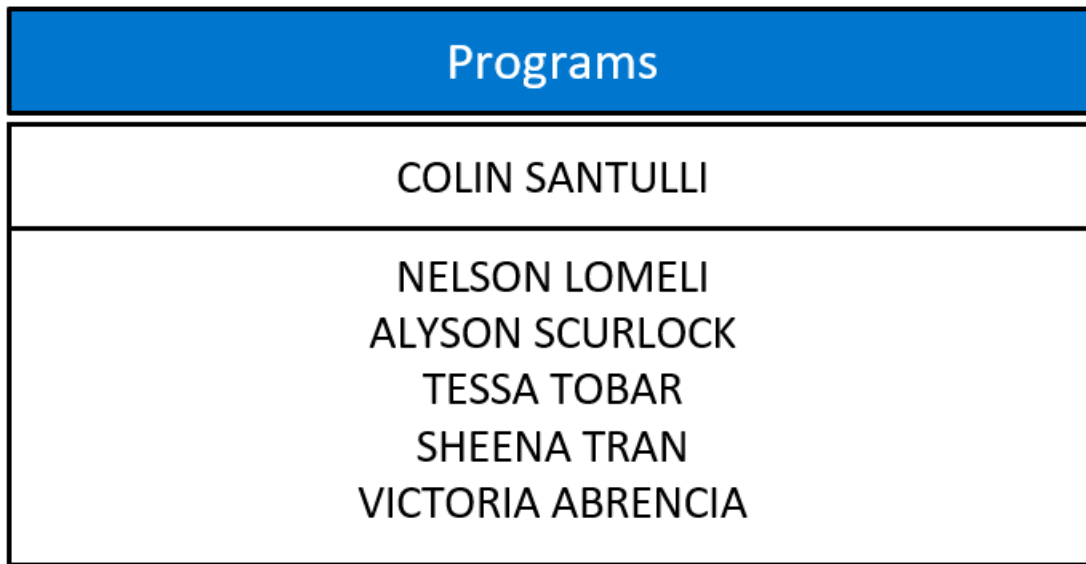 Programs
COLIN SANTULLI
NELSON LOMELI
ALYSON SCURLOCK
TESSA TOBAR
SHEENA TRAN
VICTORIA ABRENCIA